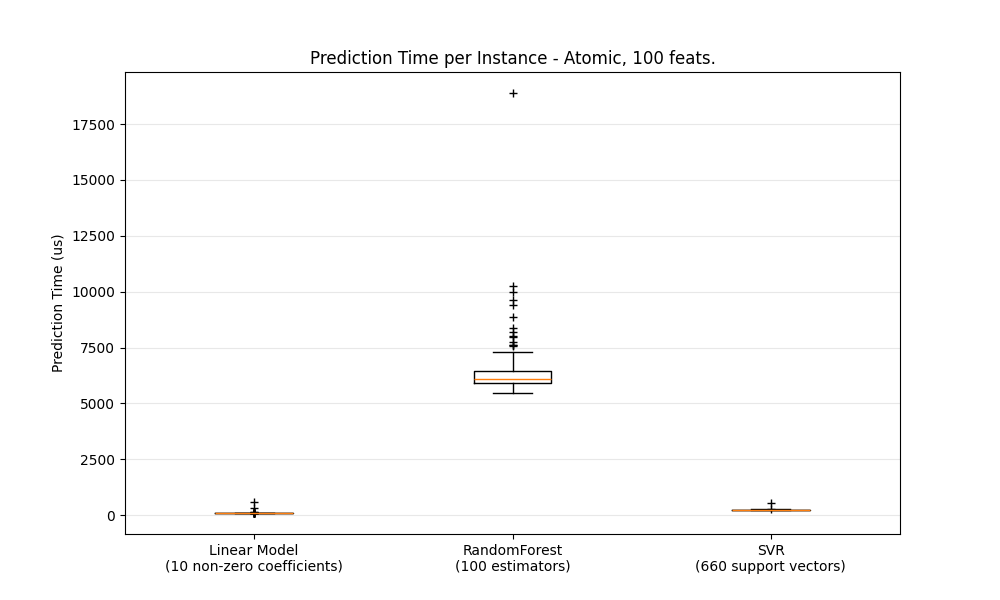 Prediction Time per Instance - Atomic, 100 feats.
Prediction Time (us)
17500
15000
12500
10000
7500
5000
2500
0
Linear Model
(10 non-zero coefficients)
RandomForest
(100 estimators)
SVR
(660 support vectors)